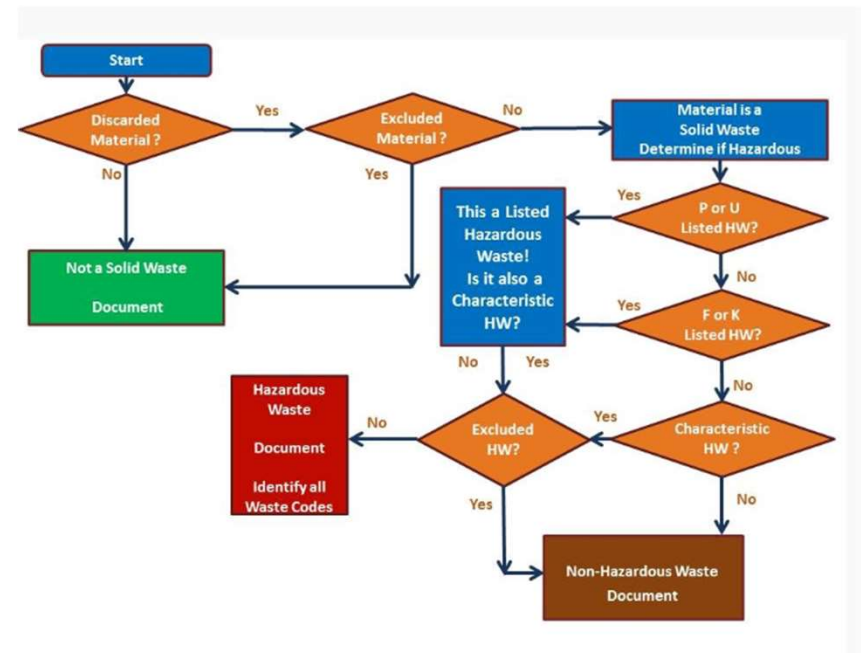 Start
Discarded
Material ?
Yes
Excluded
Material ?
No
Material is a
Solid Waste
Determine if Hazardous
No
Yes
Not a Solid Waste
Document
This a Listed
Hazardous
Waste!
Is it also a
Characteristic
HW?
Yes
P or U
Listed HW?
No
Yes
F or K
Listed HW?
No
No
Yes
Hazardous
Waste
Document
Identify all
Waste Codes
No
Excluded
HW?
Yes
Characteristic
HW ?
Yes
No
Non-Hazardous Waste
Document